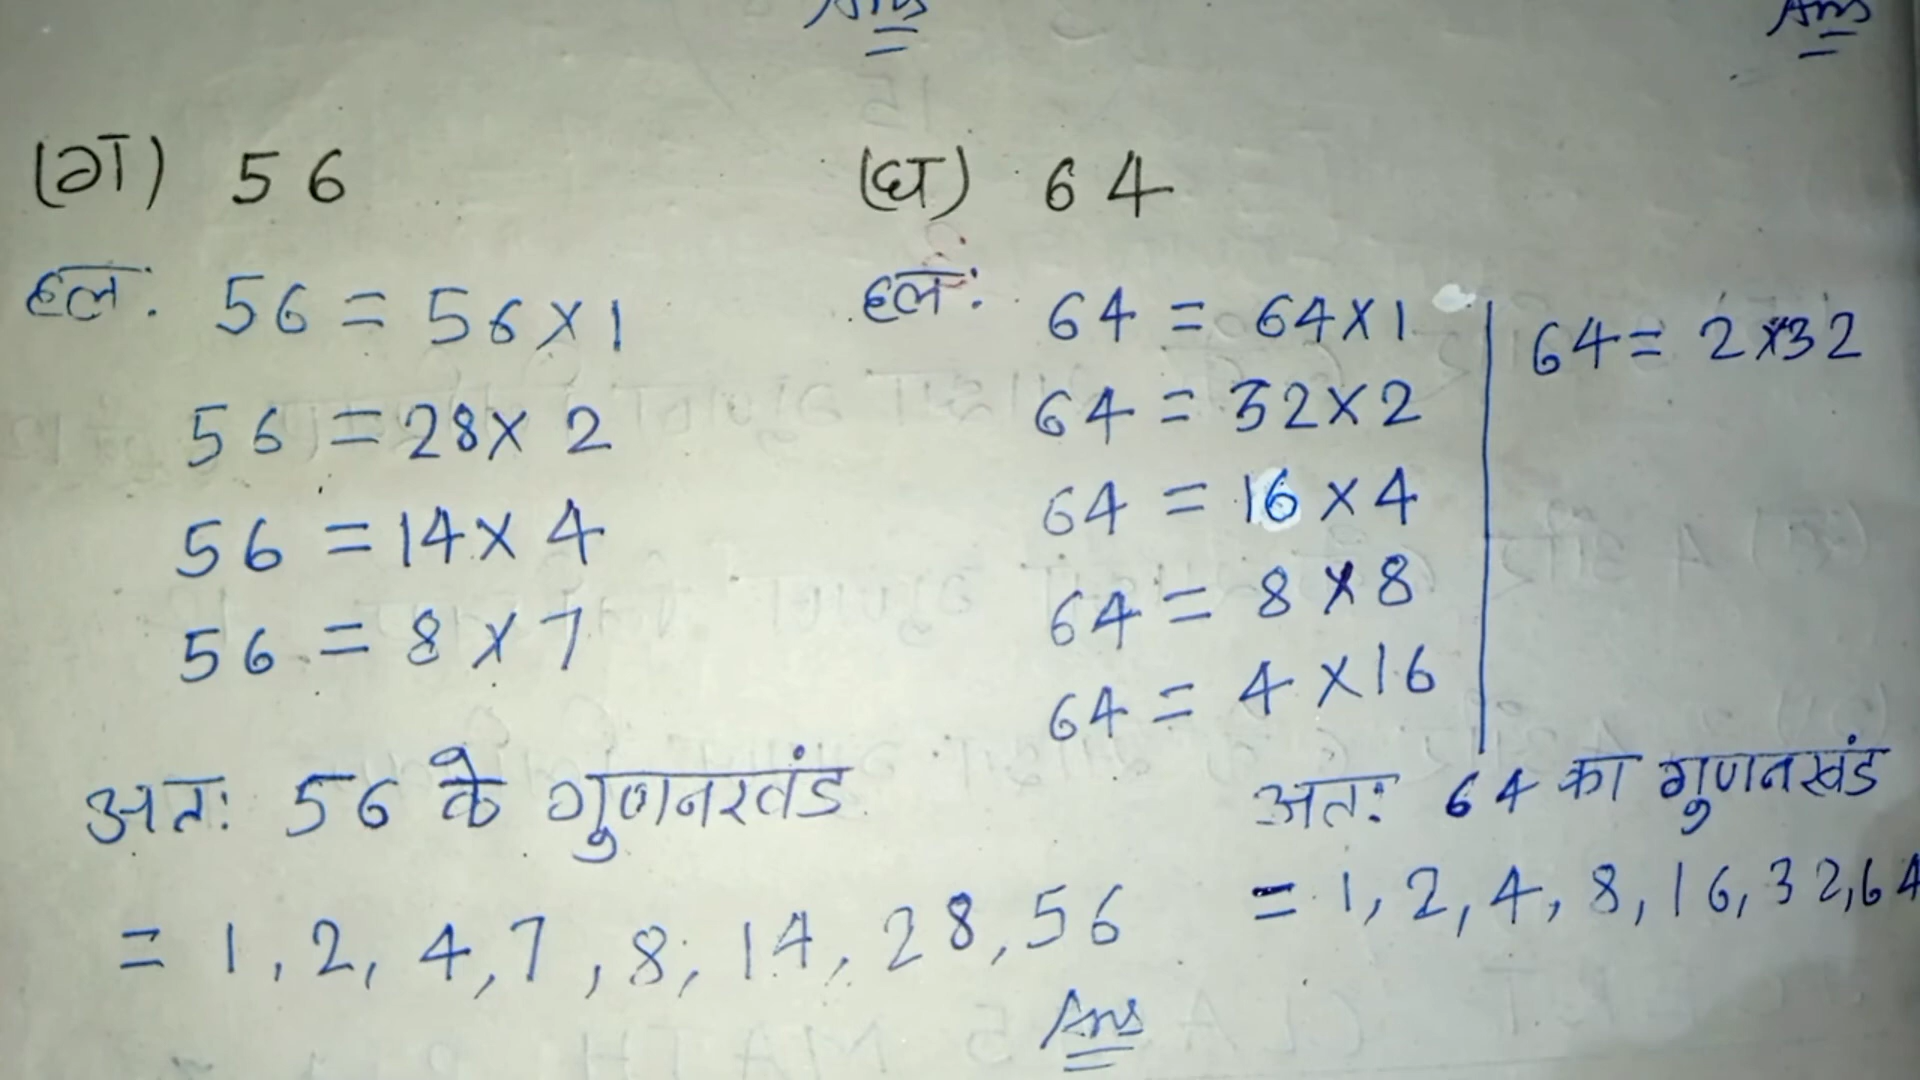 Ans Ans
(ग) 56
हल: 56 = 56 × 1
56 = 28 × 2
56 = 14 × 4
56 = 8 × 7
अतः 56 के गुणनखंड
= 1, 2, 4, 7, 8, 14, 28, 56
Ans
(घ) 64
हल: 64 = 64 × 1
64 = 32 × 2
64 = 16 × 4
64 = 8 × 8
64 = 4 × 16
64 = 2 × 32
अतः 64 का गुणनखंड
= 1, 2, 4, 8, 16, 32, 64